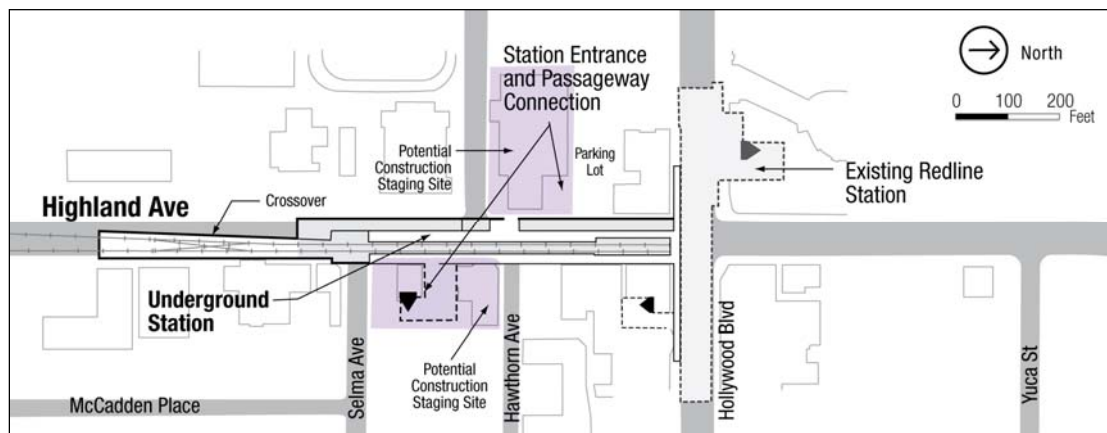 Station Entrance
and Passageway
Connection
North
0 100 200
Feet
Potential
Construction
Staging Site
Parking
Lot
Existing Redline
Station
Highland Ave
Crossover
Underground
Station
Selma Ave
Hawthorn Ave
Hollywood Blvd
Yuca St
Potential
Construction
Staging Site
McCadden Place